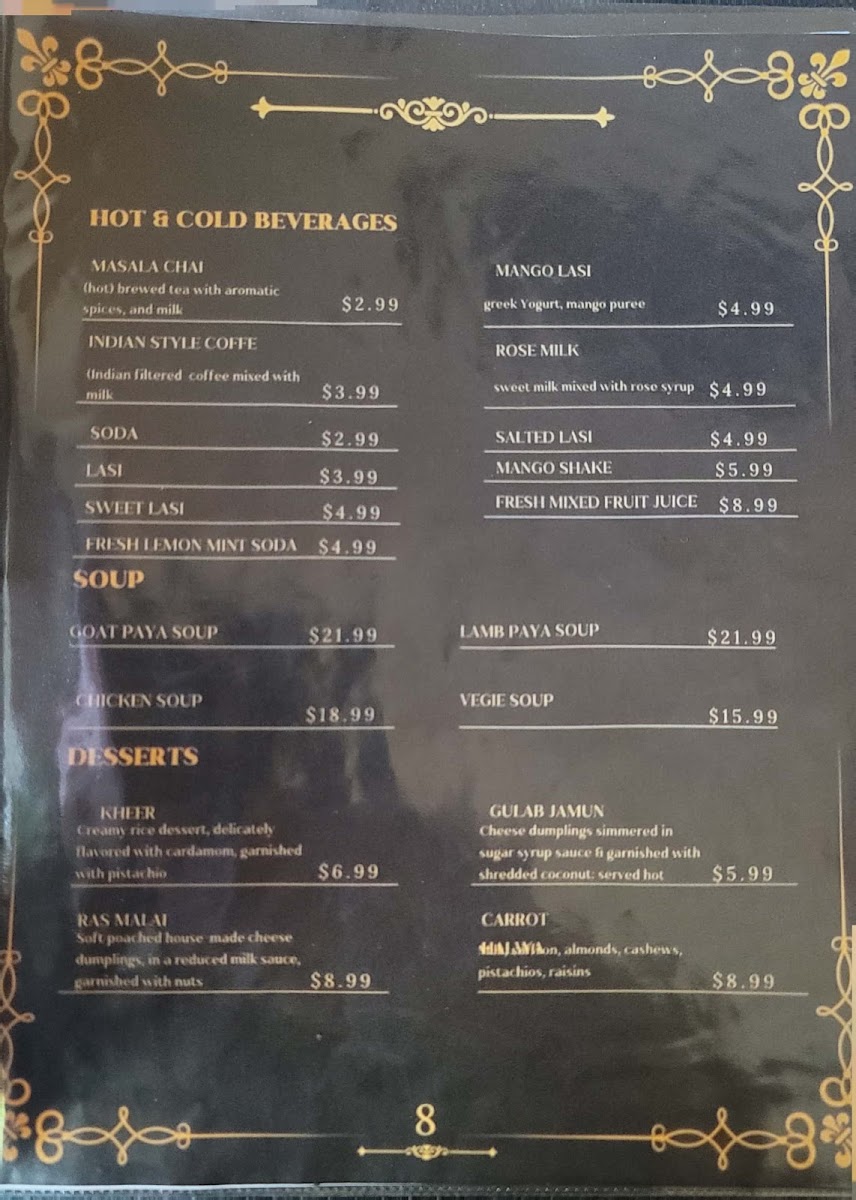 HOT & COLD BEVERAGES
MASALA CHAI
(hot) brewed tea with aromatic
spices, and milk $2.99
INDIAN STYLE COFFE
(Indian filtered coffee mixed with
milk $3.99
SODA $2.99
LASI $3.99
SWEET LASI $4.99
FRESH LEMON MINT SODA $4.99
MANGO LASI
greek Yogurt, mango puree $4.99
ROSE MILK
sweet milk mixed with rose syrup $4.99
SALTED LASI $4.99
MANGO SHAKE $5.99
FRESH MIXED FRUIT JUICE $8.99
SOUP
GOAT PAYA SOUP $21.99
LAMB PAYA SOUP $21.99
CHICKEN SOUP $18.99
VEGIE SOUP $15.99
DESSERTS
KHEER
Creamy rice dessert, delicately
flavored with cardamom, garnished
with pistachio $6.99
GULAB JAMUN
Cheese dumplings simmered in
sugar syrup sauce & garnished with
shredded coconut: served hot $5.99
RAS MALAI
Soft poached house made cheese
dumplings, in a reduced milk sauce,
garnished with nuts $8.99
CARROT
HALAWA
almonds, cashews,
pistachios, raisins $8.99
8